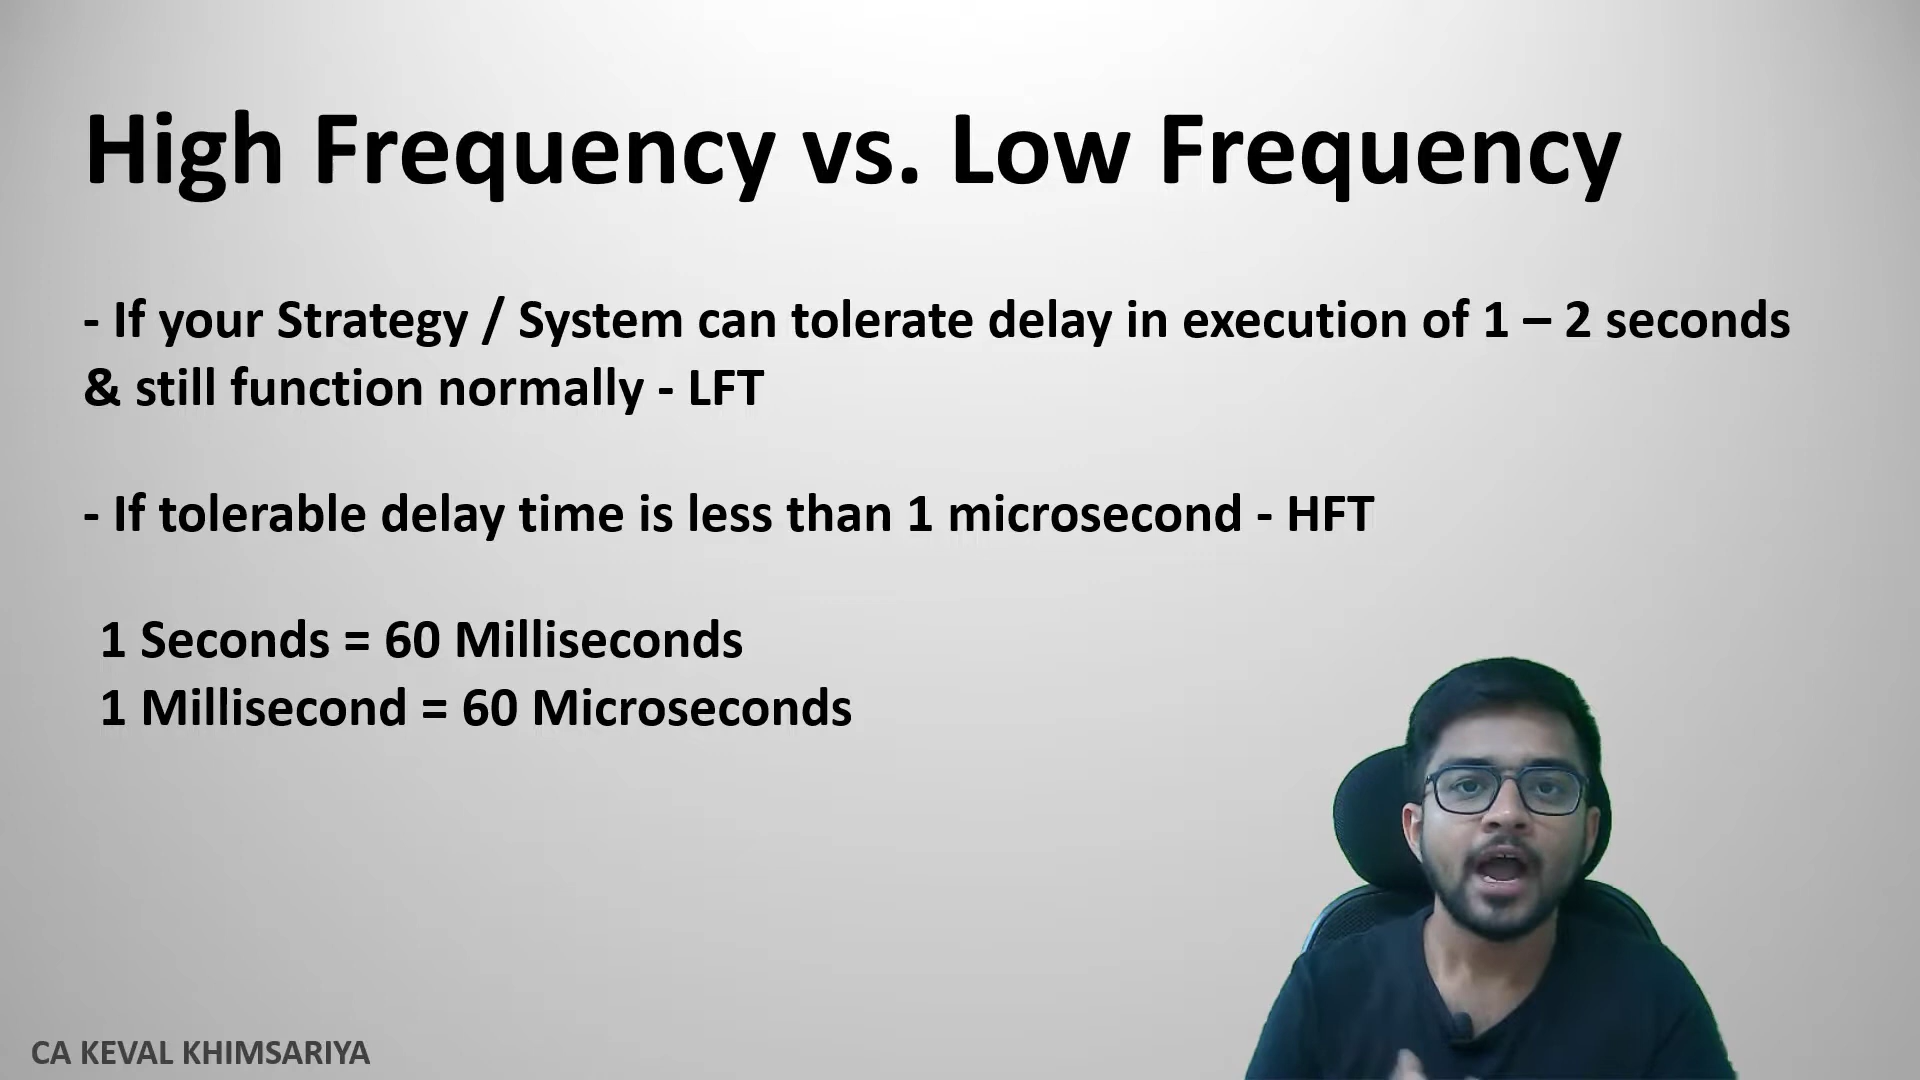 High Frequency vs. Low Frequency
- If your Strategy / System can tolerate delay in execution of 1 – 2 seconds
& still function normally - LFT
- If tolerable delay time is less than 1 microsecond - HFT
1 Seconds = 60 Milliseconds
1 Millisecond = 60 Microseconds
CA KEVAL KHIMSARIYA